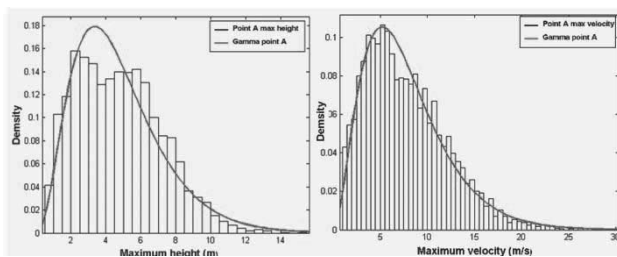 Point A max height
Gamma point A
0.18
0.16
0.14
0.12
0.1
0.08
0.06
0.04
0.02
0
Density
2 4 6 8 10 12 14
Maximum height (m)
Point A max velocity
Gamma point A
0.1
0.08
0.06
0.04
0.02
0
Demsity
5 10 15 20 25 30
Maximum velocity (m/s)